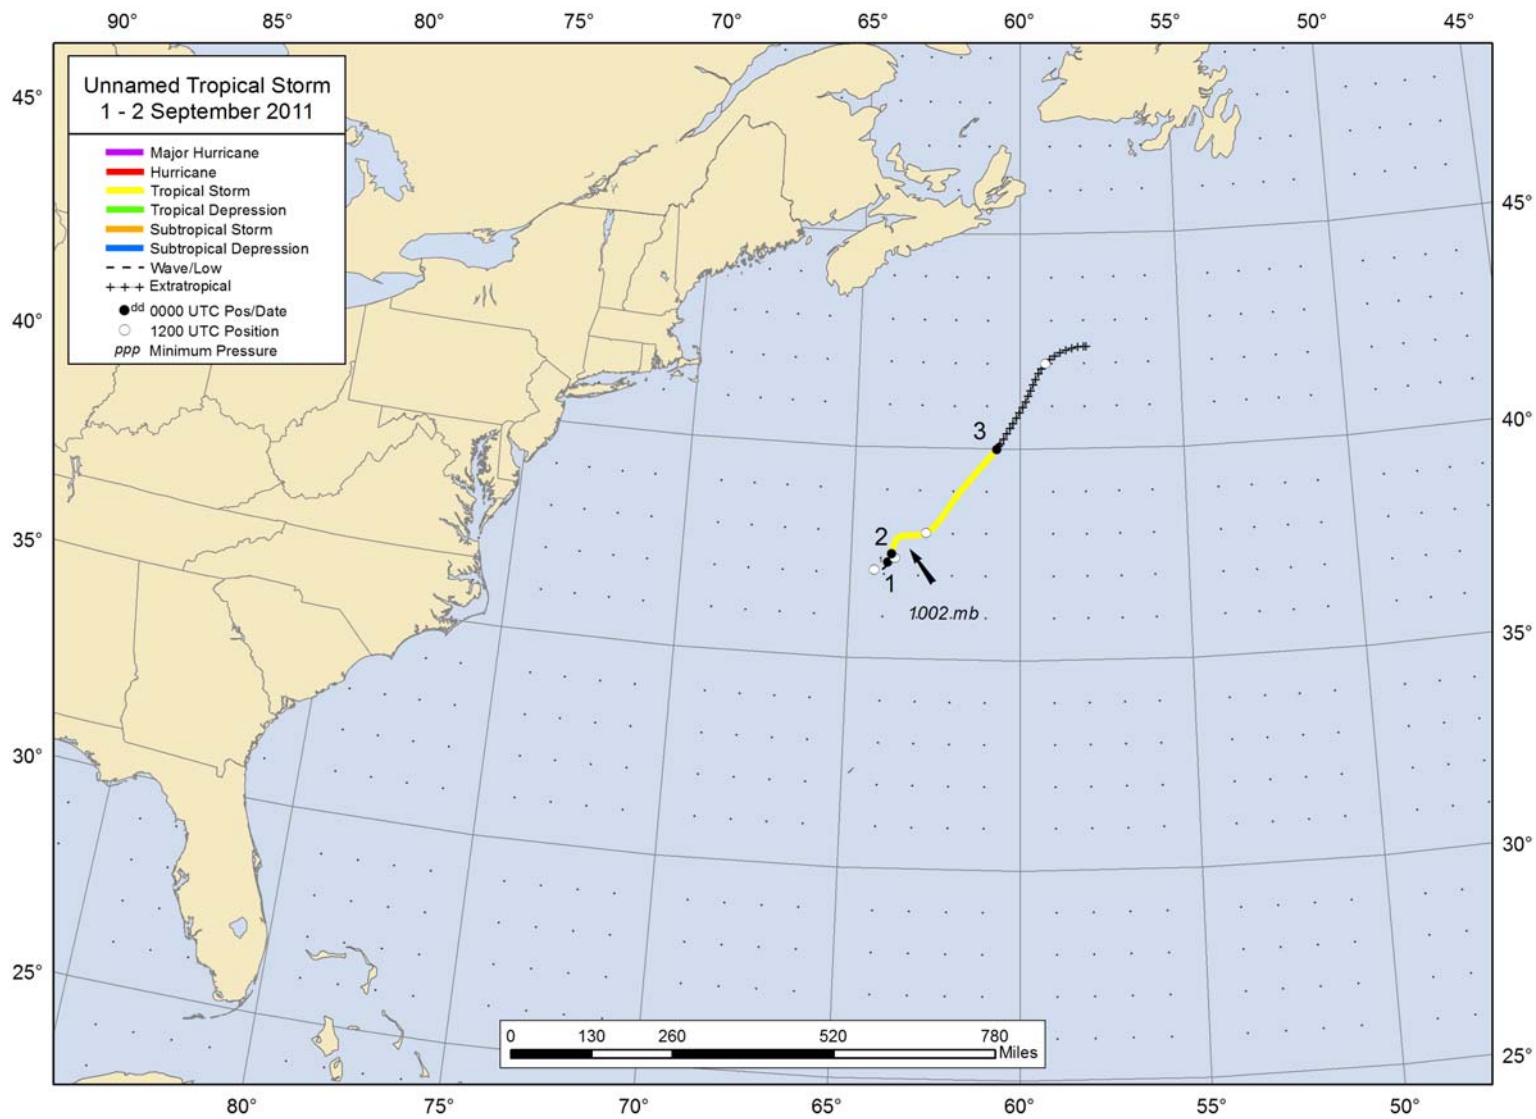 90° 85° 80° 75° 70° 65° 60° 55° 50° 45°
Unnamed Tropical Storm
1 - 2 September 2011
Major Hurricane
Hurricane
Tropical Storm
Tropical Depression
Subtropical Storm
Subtropical Depression
Wave/Low
Extratropical
dd 0000 UTC Pos/Date
1200 UTC Position
ppp Minimum Pressure
45°
45°
40°
40°
3
35°
2
1
1002 mb
35°
30°
30°
25°
0 130 260 520 780
Miles
25°
80° 75° 70° 65° 60° 55° 50°